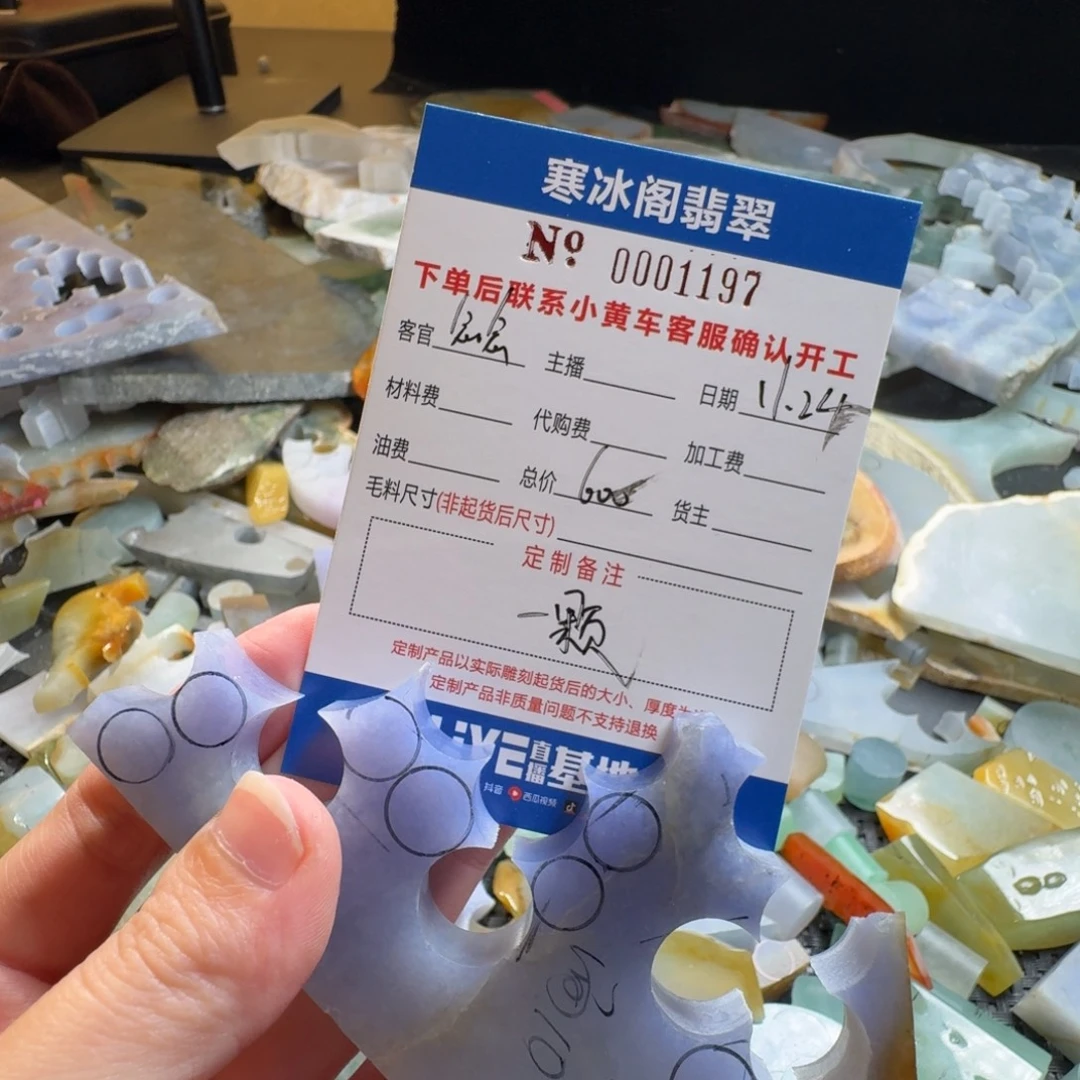 寒冰阁翡翠
Nº 0001197
下单后联系小黄车客服确认开工
客官 主播 日期 11.24
材料费 代购费 加工费
油费 总价 600 货主
毛料尺寸(非起货后尺寸)
定制备注
一颗
定制产品以实际雕刻起货后的大小、厚度为
定制产品非质量问题不支持退换
LIVE直播基地
抖音 西瓜视频